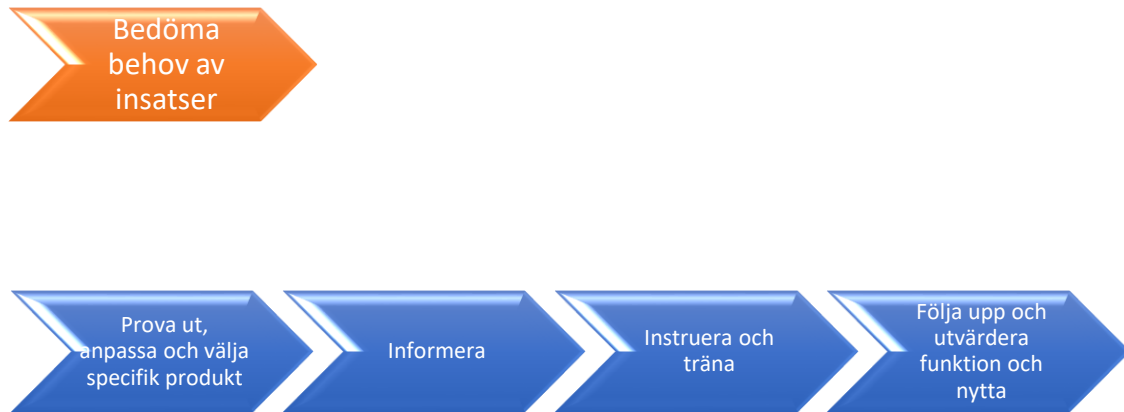 Bedöma
behov av
insatser
Prova ut,
anpassa och välja
specifik produkt
Informera
Instruera och
träna
Följa upp och
utvärdera
funktion och
nytta